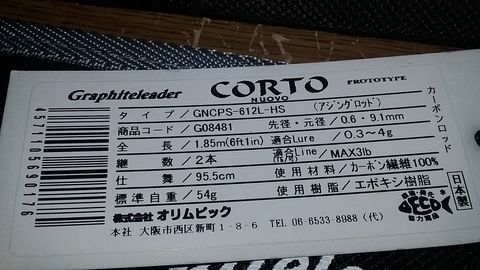 Graphiteleader CORTO PROTOTYPE
NUOVO
タイプ/GNCPS-612L-HS (アジングロッド)
商品コード/G08481 先径・元径/0.6・9.1mm
全長/1.85m(6ft1in) 適合Lure/0.3~4g
継数/2本 適合Line/MAX3lb
仕舞/95.5cm 使用材料/カーボン繊維100%
標準自重/54g 使用樹脂/エポキシ樹脂
株式会社 オリムピック
本社 大阪市西区新町1-8-6 TEL 06-6533-8988(代)
カーボンロッド
日本製